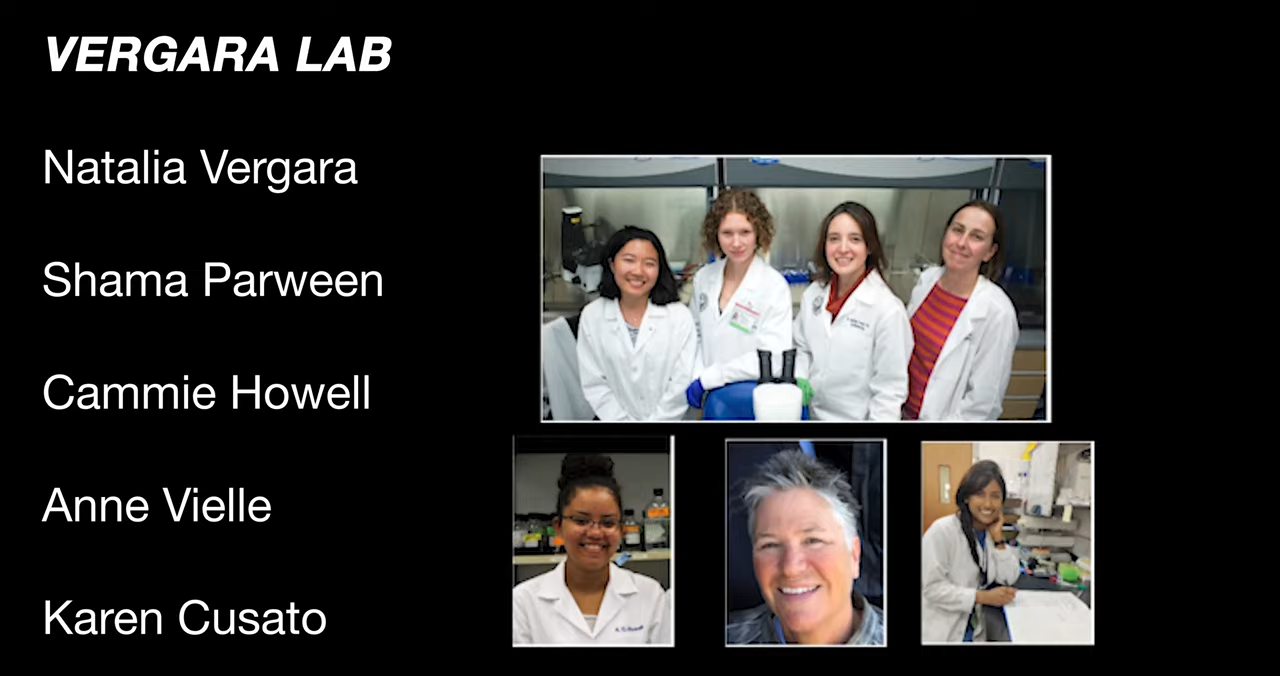 VERGARA LAB
Natalia Vergara
Shama Parween
Cammie Howell
Anne Vielle
Karen Cusato